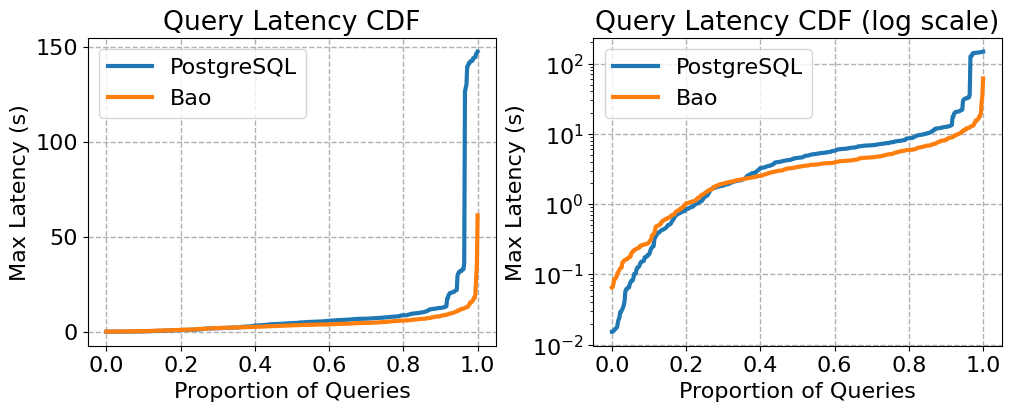 Query Latency CDF
Max Latency (s)
150
100
50
0
PostgreSQL
Bao
0.0 0.2 0.4 0.6 0.8 1.0
Proportion of Queries
Query Latency CDF (log scale)
Max Latency (s)
10²
10¹
10⁰
10⁻¹
10⁻²
PostgreSQL
Bao
0.0 0.2 0.4 0.6 0.8 1.0
Proportion of Queries